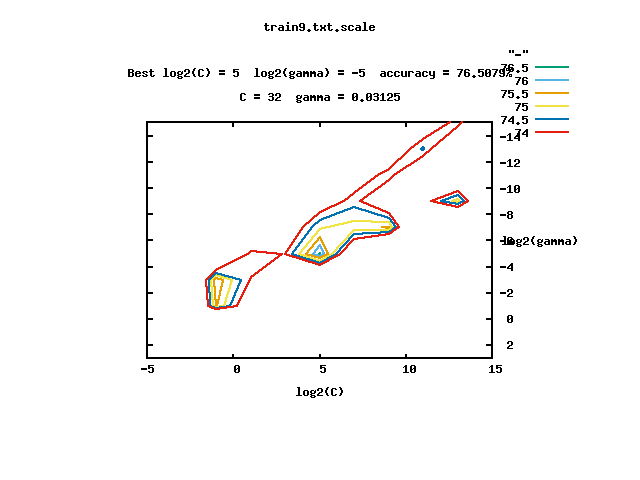 train9.txt.scale
"-"
Best log2(C) = 5  log2(gamma) = -5  accuracy = 76.5079%
76.5
76
C = 32  gamma = 0.03125
75.5
75
74.5
74
-14
-12
-10
-8
-6
log2(gamma)
-4
-2
0
2
-5 0 5 10 15
log2(C)